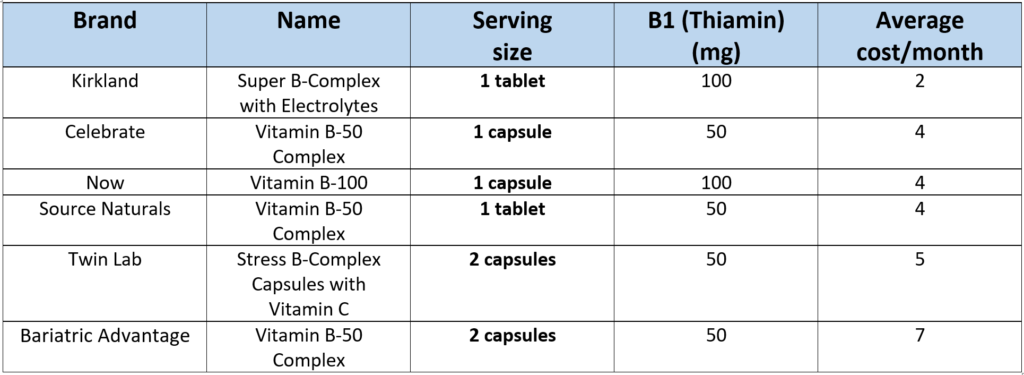 Brand Name Serving size B1 (Thiamin) (mg) Average cost/month
Kirkland Super B-Complex with Electrolytes 1 tablet 100 2
Celebrate Vitamin B-50 Complex 1 capsule 50 4
Now Vitamin B-100 1 capsule 100 4
Source Naturals Vitamin B-50 Complex 1 tablet 50 4
Twin Lab Stress B-Complex Capsules with Vitamin C 2 capsules 50 5
Bariatric Advantage Vitamin B-50 Complex 2 capsules 50 7